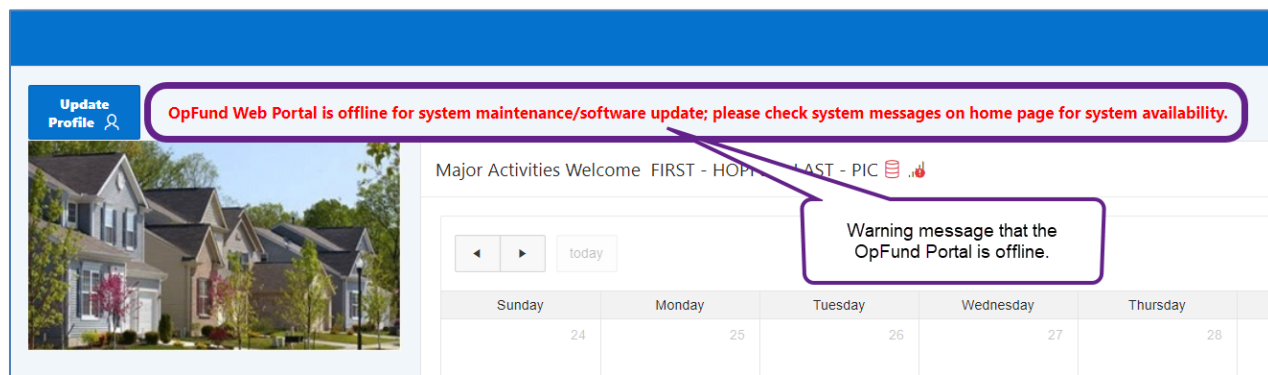 Update
Profile
OpFund Web Portal is offline for system maintenance/software update; please check system messages on home page for system availability.
Major Activities Welcome FIRST - HOP LAST - PIC
Warning message that the
OpFund Portal is offline.
today
Sunday Monday Tuesday Wednesday Thursday
24 25 26 27 28